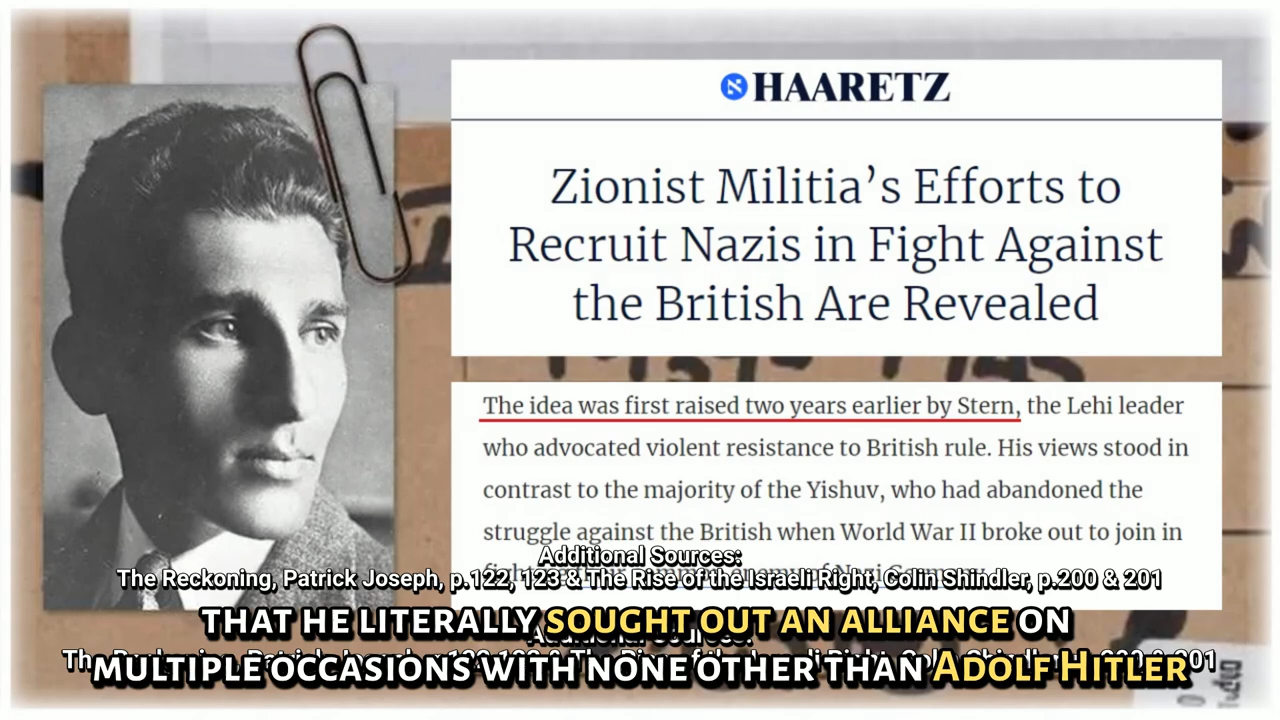 HAARETZ
Zionist Militia’s Efforts to
Recruit Nazis in Fight Against
the British Are Revealed
The idea was first raised two years earlier by Stern, the Lehi leader
who advocated violent resistance to British rule. His views stood in
contrast to the majority of the Yishuv, who had abandoned the
struggle against the British when World War II broke out to join in
Additional Sources:
The Reckoning, Patrick Joseph, p.122, 123 & The Rise of the Israeli Right, Colin Shindler, p.200 & 201
THAT HE LITERALLY SOUGHT OUT AN ALLIANCE ON
Additional Sources:
MULTIPLE OCCASIONS WITH NONE OTHER THAN ADOLF HITLER